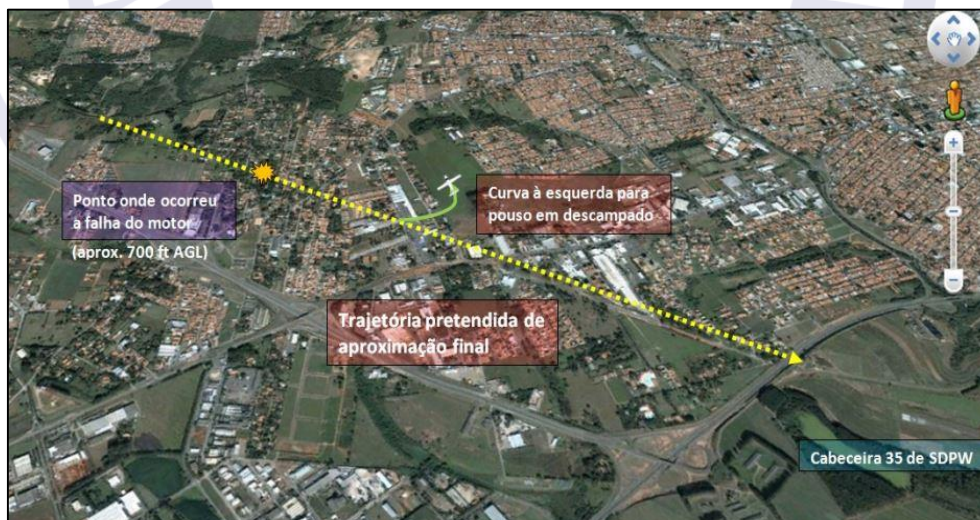 Ponto onde ocorreu
a falha do motor
(aprox. 700 ft AGL)
Curva à esquerda para
pouso em descampado
Trajetória pretendida de
aproximação final
Cabeceira 35 de SDPW